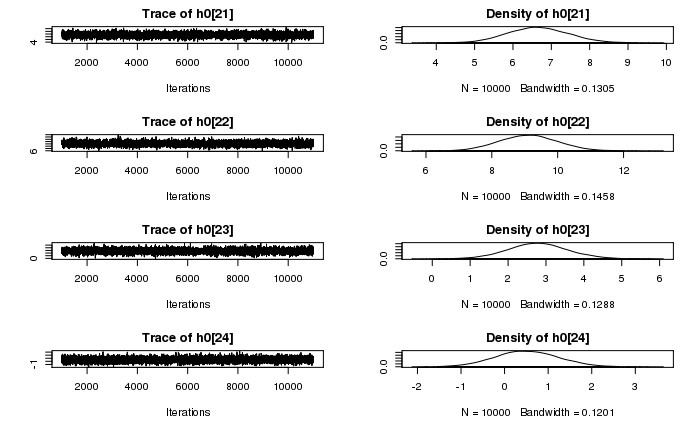 Trace of h0[21]
4
2000 4000 6000 8000 10000
Iterations
Density of h0[21]
0.0
4 5 6 7 8 9 10
N = 10000 Bandwidth = 0.1305
Trace of h0[22]
6
2000 4000 6000 8000 10000
Iterations
Density of h0[22]
0.0
6 8 10 12
N = 10000 Bandwidth = 0.1458
Trace of h0[23]
0
2000 4000 6000 8000 10000
Iterations
Density of h0[23]
0.0
0 1 2 3 4 5 6
N = 10000 Bandwidth = 0.1288
Trace of h0[24]
-1
2000 4000 6000 8000 10000
Iterations
Density of h0[24]
0.0
-2 -1 0 1 2 3
N = 10000 Bandwidth = 0.1201